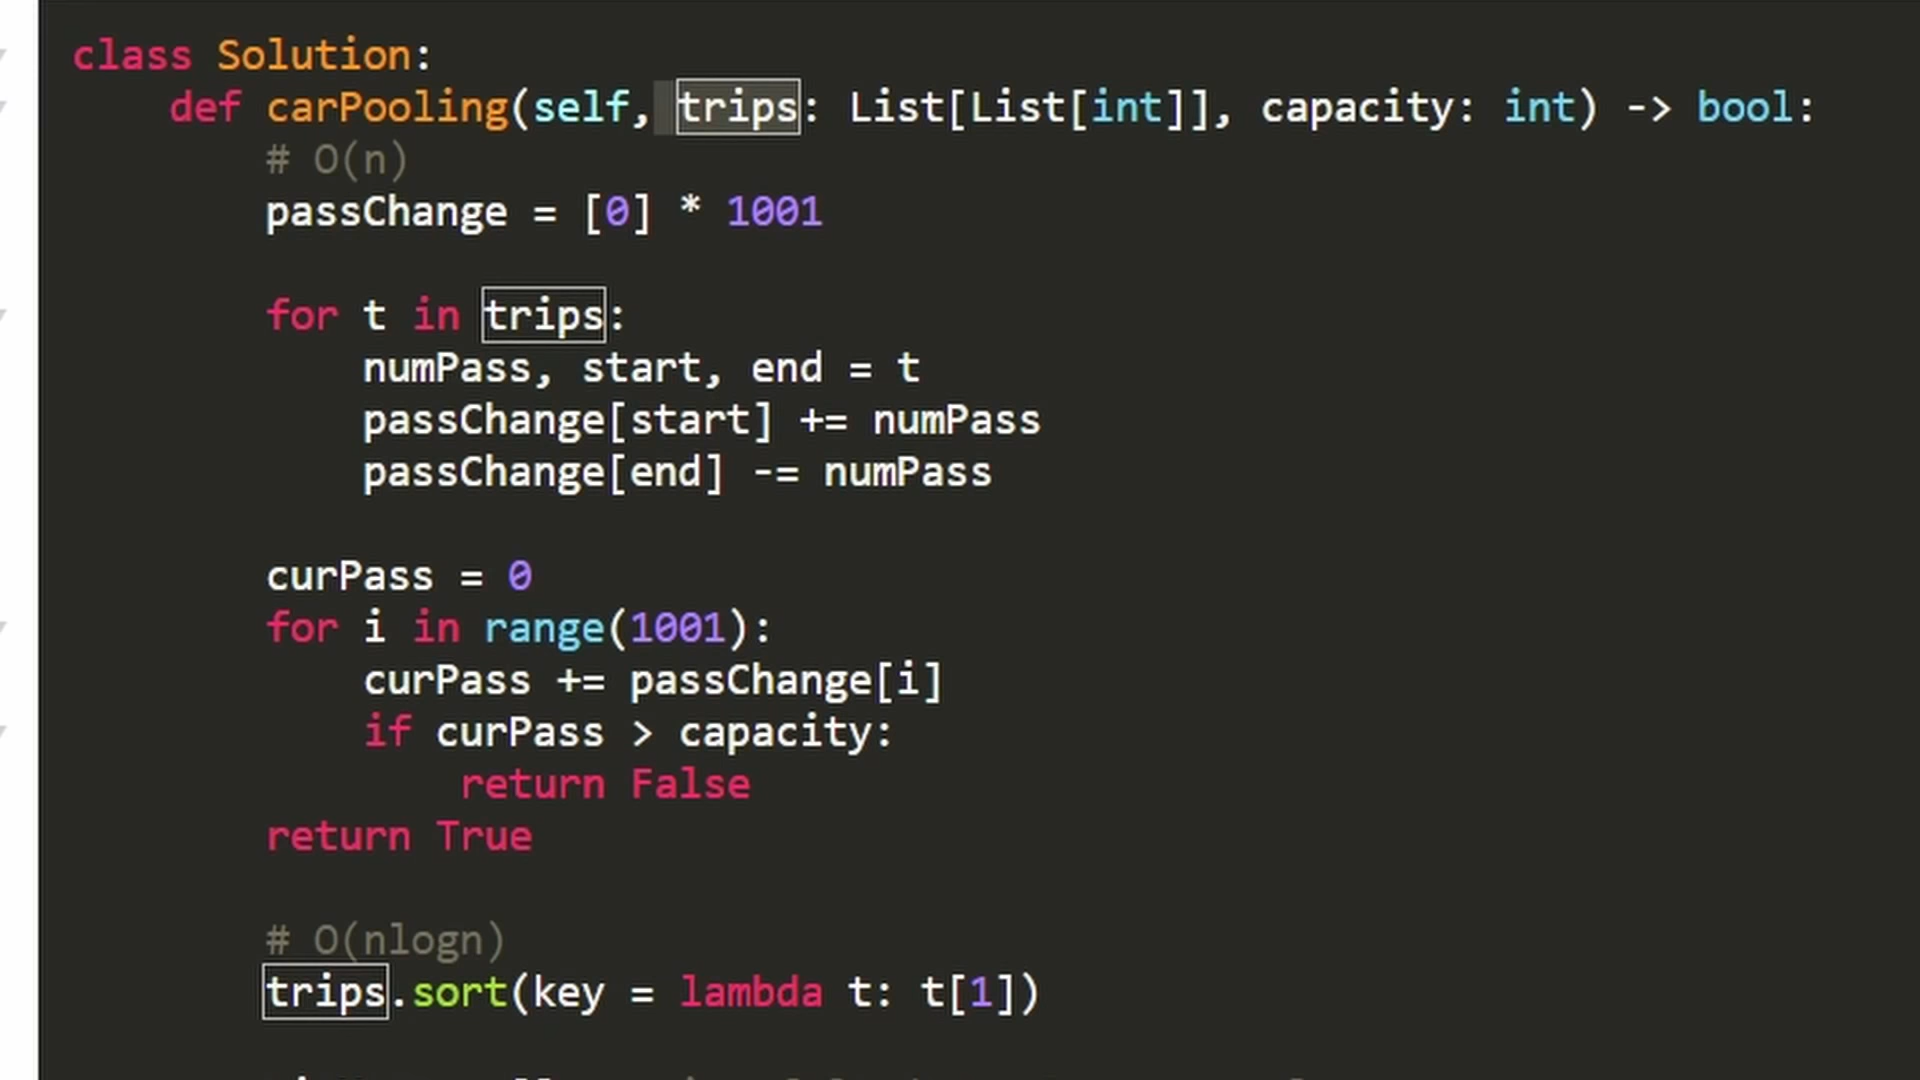 class Solution:
    def carPooling(self, trips: List[List[int]], capacity: int) -> bool:
        # O(n)
        passChange = [0] * 1001

        for t in trips:
            numPass, start, end = t
            passChange[start] += numPass
            passChange[end] -= numPass

        curPass = 0
        for i in range(1001):
            curPass += passChange[i]
            if curPass > capacity:
                return False
        return True

        # O(nlogn)
        trips.sort(key = lambda t: t[1])